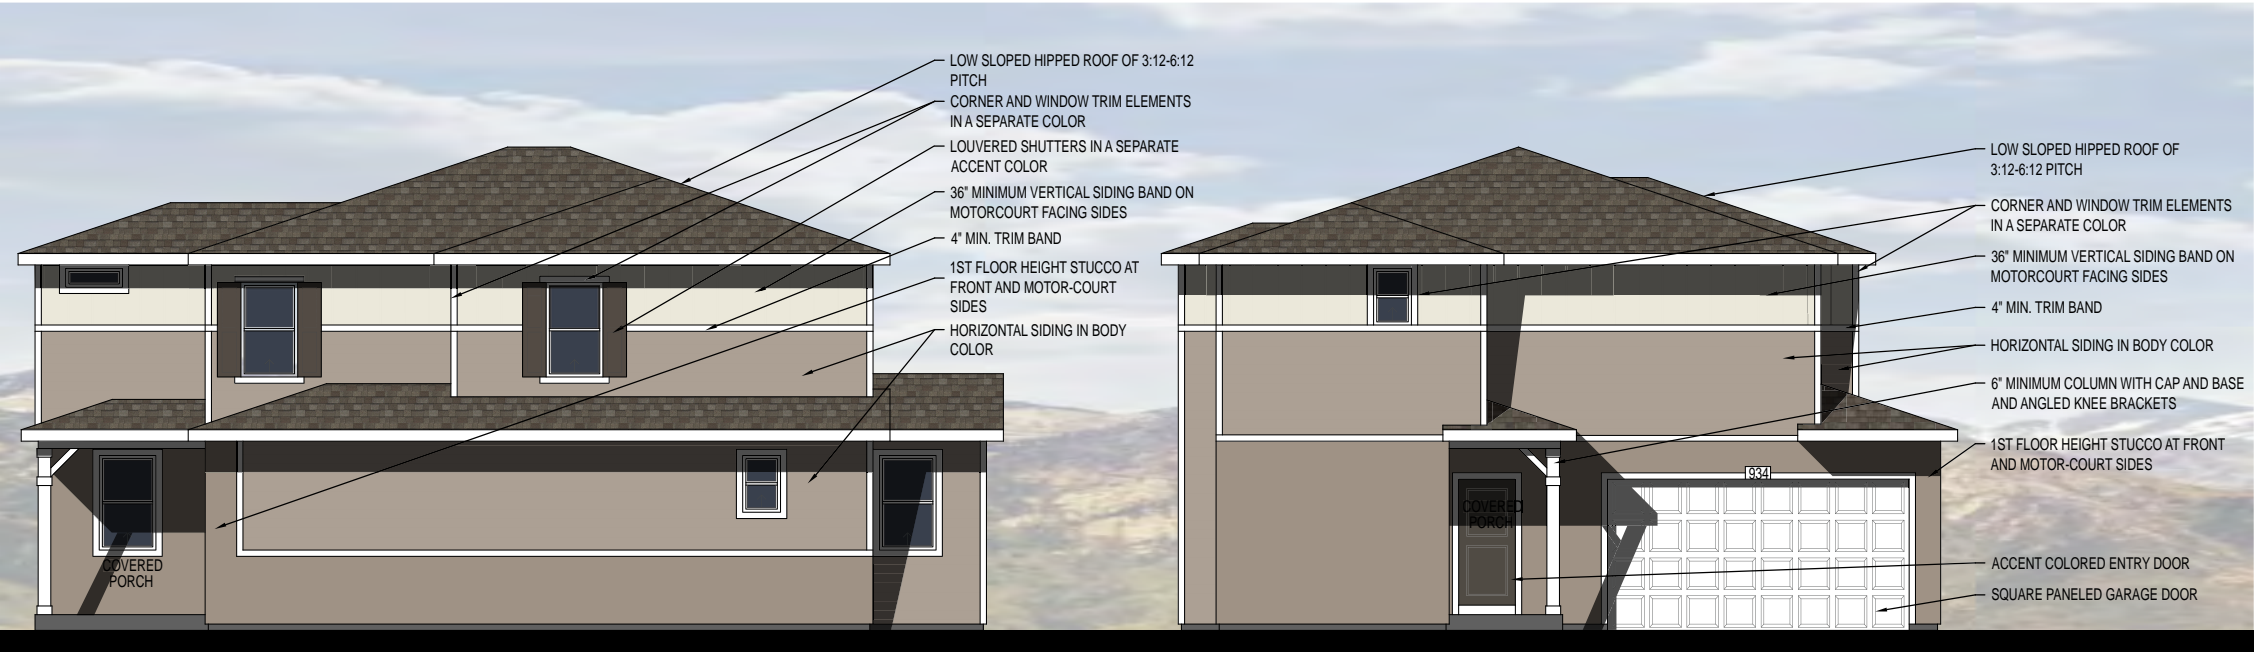 LOW SLOPED HIPPED ROOF OF 3:12-6:12
PITCH
CORNER AND WINDOW TRIM ELEMENTS
IN A SEPARATE COLOR
LOUVERED SHUTTERS IN A SEPARATE
ACCENT COLOR
36" MINIMUM VERTICAL SIDING BAND ON
MOTORCOURT FACING SIDES
4" MIN. TRIM BAND
1ST FLOOR HEIGHT STUCCO AT
FRONT AND MOTOR-COURT
SIDES
HORIZONTAL SIDING IN BODY
COLOR
COVERED
PORCH
LOW SLOPED HIPPED ROOF OF
3:12-6:12 PITCH
CORNER AND WINDOW TRIM ELEMENTS
IN A SEPARATE COLOR
36" MINIMUM VERTICAL SIDING BAND ON
MOTORCOURT FACING SIDES
4" MIN. TRIM BAND
HORIZONTAL SIDING IN BODY COLOR
6" MINIMUM COLUMN WITH CAP AND BASE
AND ANGLED KNEE BRACKETS
1ST FLOOR HEIGHT STUCCO AT FRONT
AND MOTOR-COURT SIDES
934
COVERED
PORCH
ACCENT COLORED ENTRY DOOR
SQUARE PANELED GARAGE DOOR